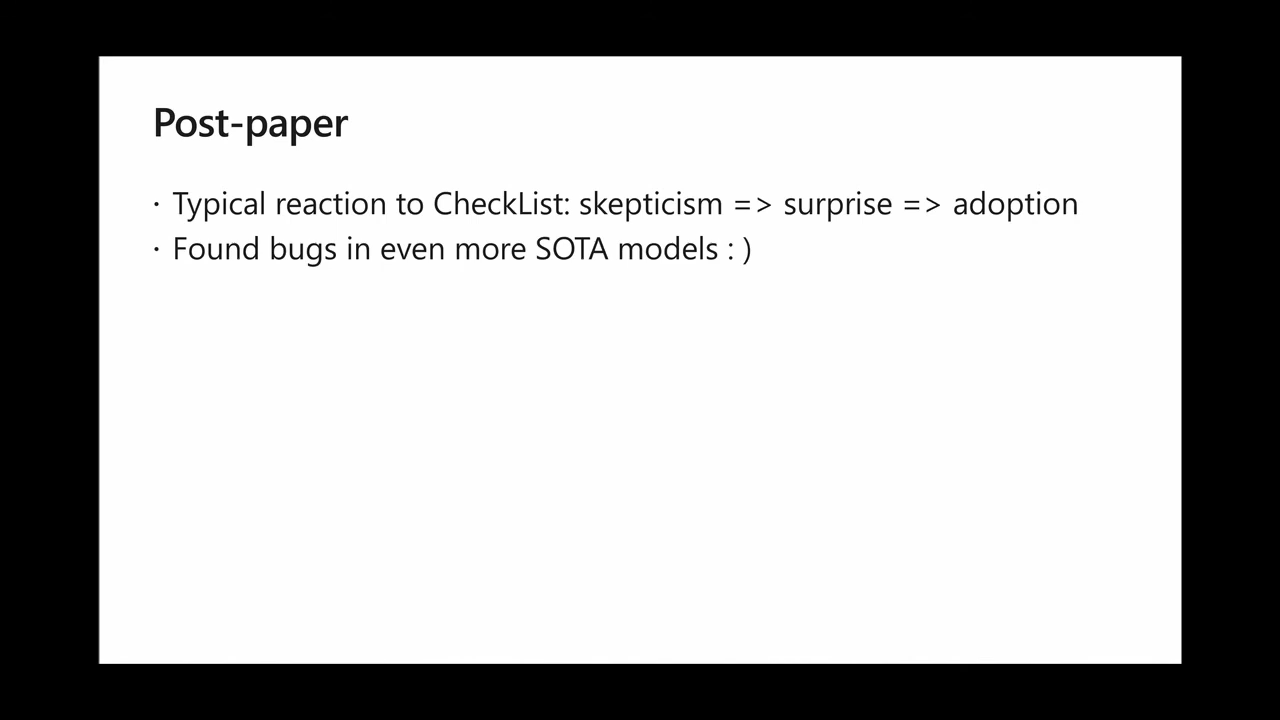 Post-paper
· Typical reaction to CheckList: skepticism => surprise => adoption
· Found bugs in even more SOTA models : )